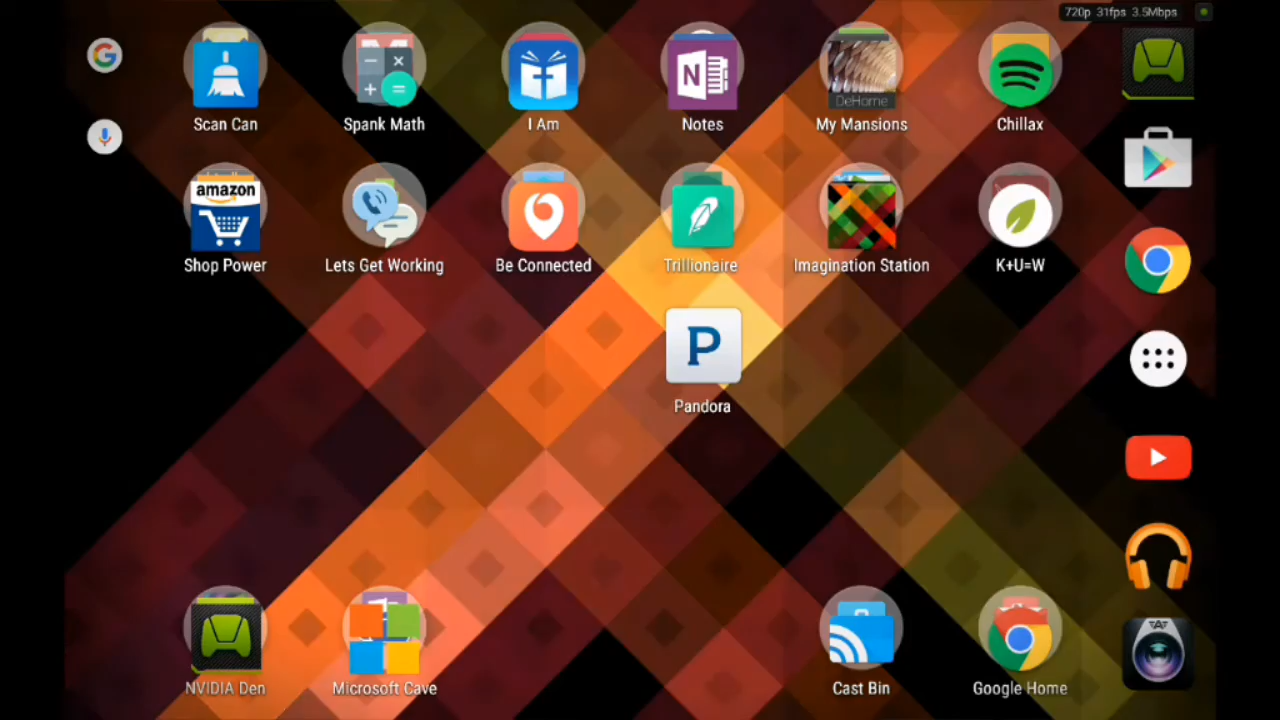 720p 31fps 3.5Mbps
Scan Can
Spank Math
I Am
N
Notes
DeHome
My Mansions
Chillax
amazon
Shop Power
Lets Get Working
Be Connected
Trillionaire
Imagination Station
K+U=W
P
Pandora
NVIDIA Den
Microsoft Cave
Cast Bin
Google Home